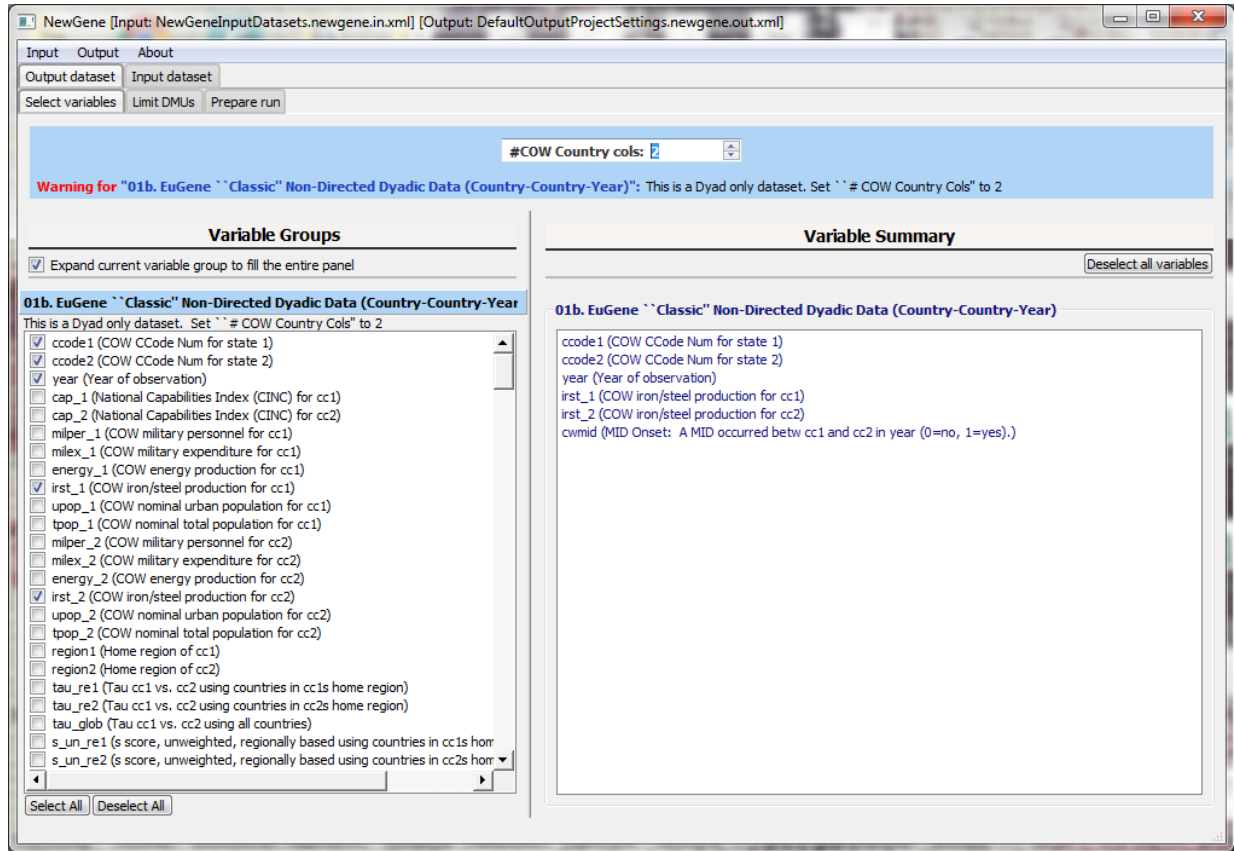 NewGene [Input: NewGeneInputDatasets.newgene.in.xml] [Output: DefaultOutputProjectSettings.newgene.out.xml]
Input Output About
Output dataset Input dataset
Select variables Limit DMUs Prepare run
#COW Country cols: 2
Warning for "01b. EuGene ``Classic" Non-Directed Dyadic Data (Country-Country-Year)": This is a Dyad only dataset. Set ``# COW Country Cols" to 2
Variable Groups
Expand current variable group to fill the entire panel
01b. EuGene ``Classic" Non-Directed Dyadic Data (Country-Country-Year
This is a Dyad only dataset. Set ``# COW Country Cols" to 2
ccode1 (COW CCode Num for state 1)
ccode2 (COW CCode Num for state 2)
year (Year of observation)
cap_1 (National Capabilities Index (CINC) for cc1)
cap_2 (National Capabilities Index (CINC) for cc2)
milper_1 (COW military personnel for cc1)
milex_1 (COW military expenditure for cc1)
energy_1 (COW energy production for cc1)
irst_1 (COW iron/steel production for cc1)
upop_1 (COW nominal urban population for cc1)
tpop_1 (COW nominal total population for cc1)
milper_2 (COW military personnel for cc2)
milex_2 (COW military expenditure for cc2)
energy_2 (COW energy production for cc2)
irst_2 (COW iron/steel production for cc2)
upop_2 (COW nominal urban population for cc2)
tpop_2 (COW nominal total population for cc2)
region1 (Home region of cc1)
region2 (Home region of cc2)
tau_re1 (Tau cc1 vs. cc2 using countries in cc1s home region)
tau_re2 (Tau cc1 vs. cc2 using countries in cc2s home region)
tau_glob (Tau cc1 vs. cc2 using all countries)
s_un_re1 (s score, unweighted, regionally based using countries in cc1s hom
s_un_re2 (s score, unweighted, regionally based using countries in cc2s hom
Select All Deselect All
Variable Summary
Deselect all variables
01b. EuGene ``Classic" Non-Directed Dyadic Data (Country-Country-Year)
ccode1 (COW CCode Num for state 1)
ccode2 (COW CCode Num for state 2)
year (Year of observation)
irst_1 (COW iron/steel production for cc1)
irst_2 (COW iron/steel production for cc2)
cwmid (MID Onset: A MID occurred betw cc1 and cc2 in year (0=no, 1=yes).)